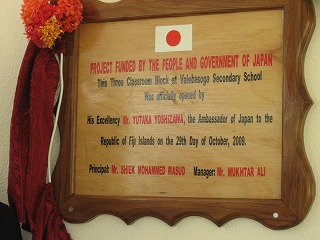 PROJECT FUNDED BY THE PEOPLE AND GOVERNMENT OF JAPAN
This Three Classroom Block at Valebasoga Secondary School
Was officially opened by
His Excellency Mr. YUTAKA YOSHIZAWA, the Ambassador of Japan to the
Republic of Fiji Islands on the 29th Day of October, 2009.
Principal: Mr. SHIEK MOHAMMED MASUD Manager: Mr. MUKHTAR ALI